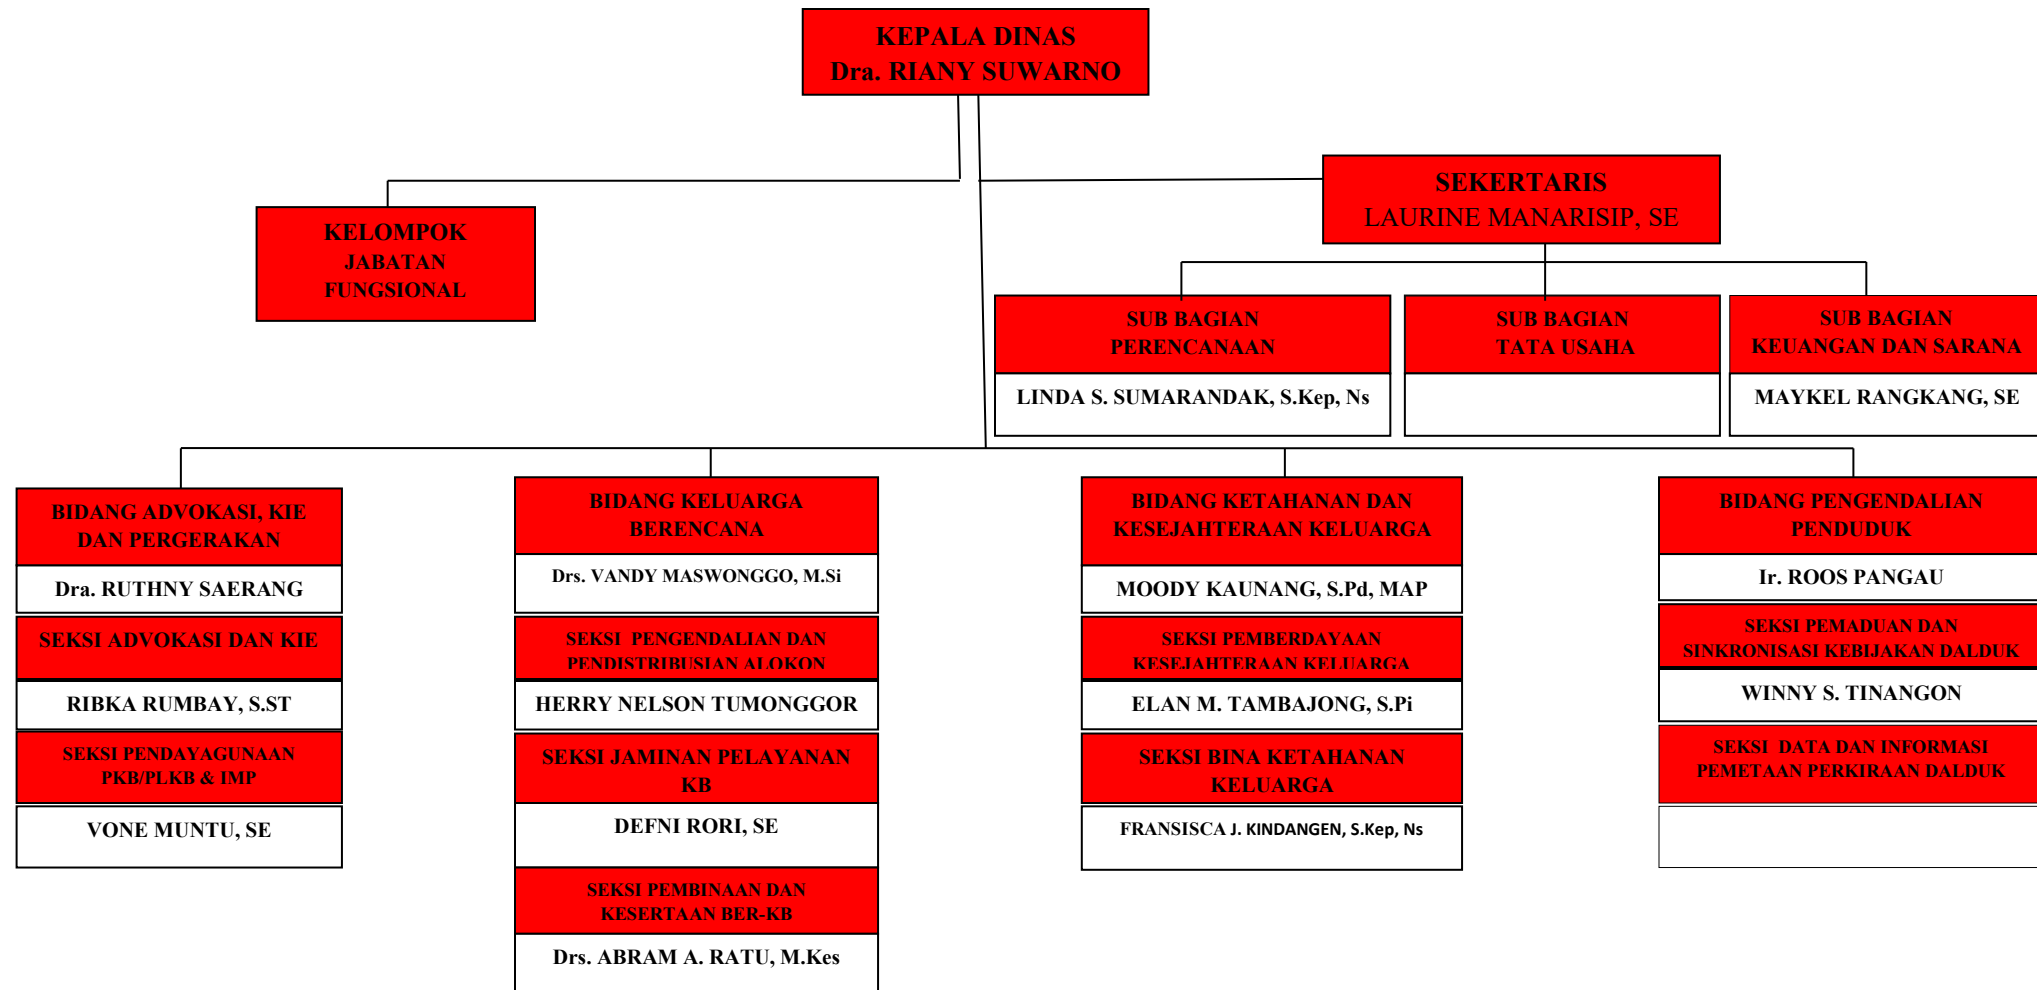 KEPALA DINAS
Dra. RIANY SUWARNO
SEKERTARIS
LAURINE MANARISIP, SE
KELOMPOK
JABATAN
FUNGSIONAL
SUB BAGIAN
PERENCANAAN
LINDA S. SUMARANDAK, S.Kep, Ns
SUB BAGIAN
TATA USAHA
SUB BAGIAN
KEUANGAN DAN SARANA
MAYKEL RANGKANG, SE
BIDANG ADVOKASI, KIE
DAN PERGERAKAN
Dra. RUTHNY SAERANG
SEKSI ADVOKASI DAN KIE
RIBKA RUMBAY, S.ST
SEKSI PENDAYAGUNAAN
PKB/PLKB & IMP
VONE MUNTU, SE
BIDANG KELUARGA
BERENCANA
Drs. VANDY MASWONGGO, M.Si
SEKSI  PENGENDALIAN DAN
PENDISTRIBUSIAN ALOKON
HERRY NELSON TUMONGGOR
SEKSI JAMINAN PELAYANAN
KB
DEFNI RORI, SE
SEKSI PEMBINAAN DAN
KESERTAAN BER-KB
Drs. ABRAM A. RATU, M.Kes
BIDANG KETAHANAN DAN
KESEJAHTERAAN KELUARGA
MOODY KAUNANG, S.Pd, MAP
SEKSI PEMBERDAYAAN
KESEJAHTERAAN KELUARGA
ELAN M. TAMBAJONG, S.Pi
SEKSI BINA KETAHANAN
KELUARGA
FRANSISCA J. KINDANGEN, S.Kep, Ns
BIDANG PENGENDALIAN
PENDUDUK
Ir. ROOS PANGAU
SEKSI PEMADUAN DAN
SINKRONISASI KEBIJAKAN DALDUK
WINNY S. TINANGON
SEKSI  DATA DAN INFORMASI
PEMETAAN PERKIRAAN DALDUK